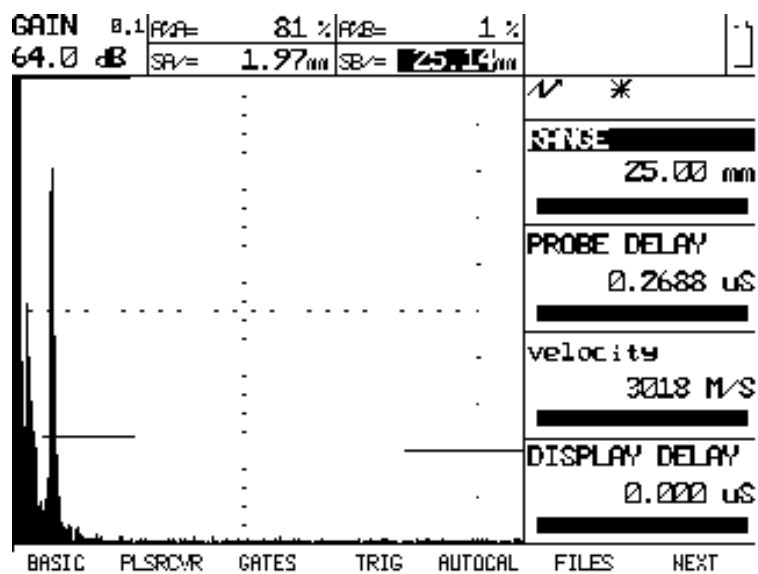 GAIN 0.1 A%A= 81 % A%B= 1 %
64.0 dB SA/= 1.97mm SB/= 25.14mm
RANGE
25.00 mm
PROBE DELAY
0.2688 uS
velocity
3018 M/S
DISPLAY DELAY
0.000 uS
BASIC PLSRCVR GATES TRIG AUTOCAL FILES NEXT